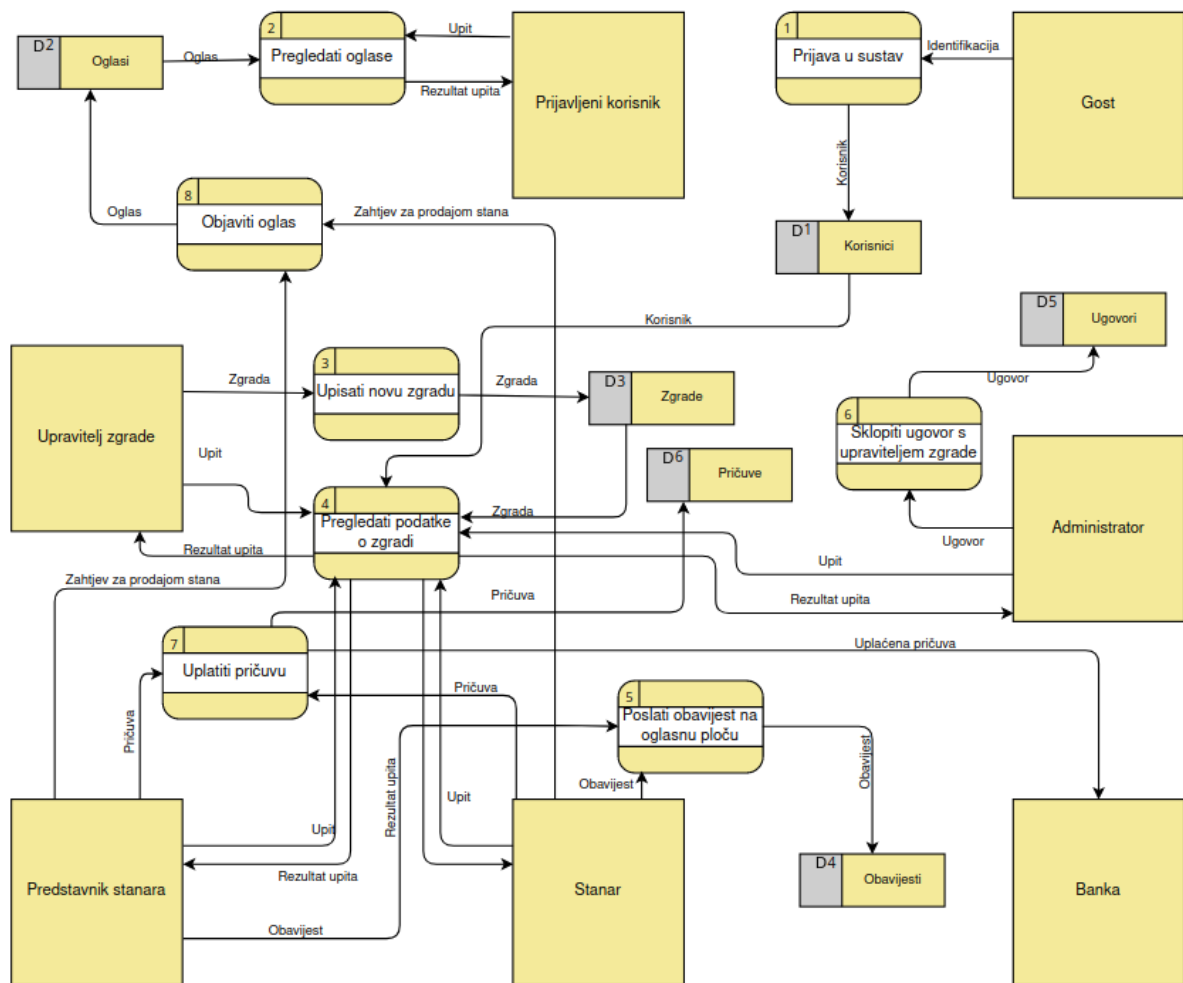 2
Upit
1
D2
Oglasi
Oglas
Pregledati oglase
Prijava u sustav
Identifikacija
Rezultat upita
Prijavljeni korisnik
Gost
Korisnik
8
Oglas
Objaviti oglas
Zahtjev za prodajom stana
D1
Korisnici
Korisnik
D5
Ugovori
3
Zgrada
Upisati novu zgradu
Zgrada
D3
Zgrade
Ugovor
6
Sklopiti ugovor s
upraviteljem zgrade
Upravitelj zgrade
Upit
D6
Pričuve
4
Pregledati podatke
o zgradi
Zgrada
Administrator
Ugovor
Rezultat upita
Upit
Zahtjev za prodajom stana
Pričuva
Rezultat upita
7
Uplatiti pričuvu
Uplaćena pričuva
Pričuva
Pričuva
5
Poslati obavijest na
oglasnu ploču
Obavijest
Obavijest
Rezultat upita
Upit
Upit
Rezultat upita
Predstavnik stanara
Stanar
D4
Obavijesti
Banka
Obavijest